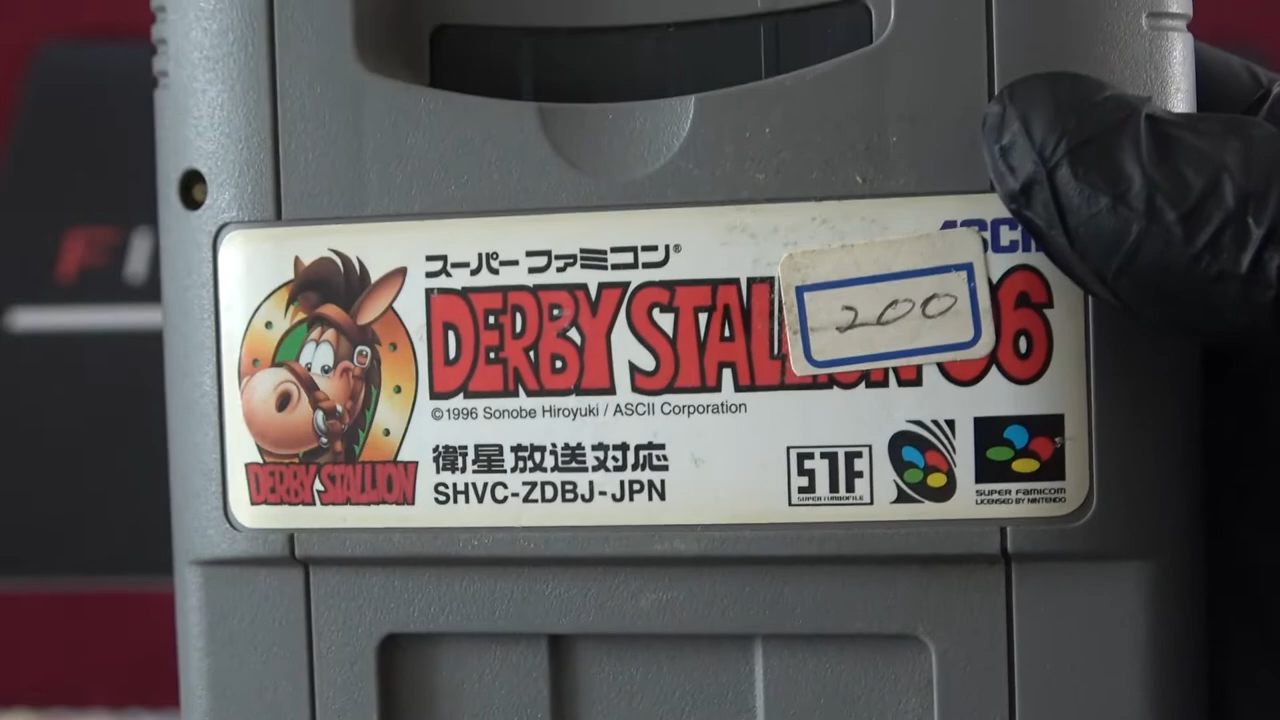 ASCII
スーパーファミコン®
DERBY STALLION 96
200
©1996 Sonobe Hiroyuki / ASCII Corporation
DERBY STALLION
衛星放送対応
SHVC-ZDBJ-JPN
STF
SUPER TURBOFILE
SUPER FAMICOM
LICENSED BY NINTENDO